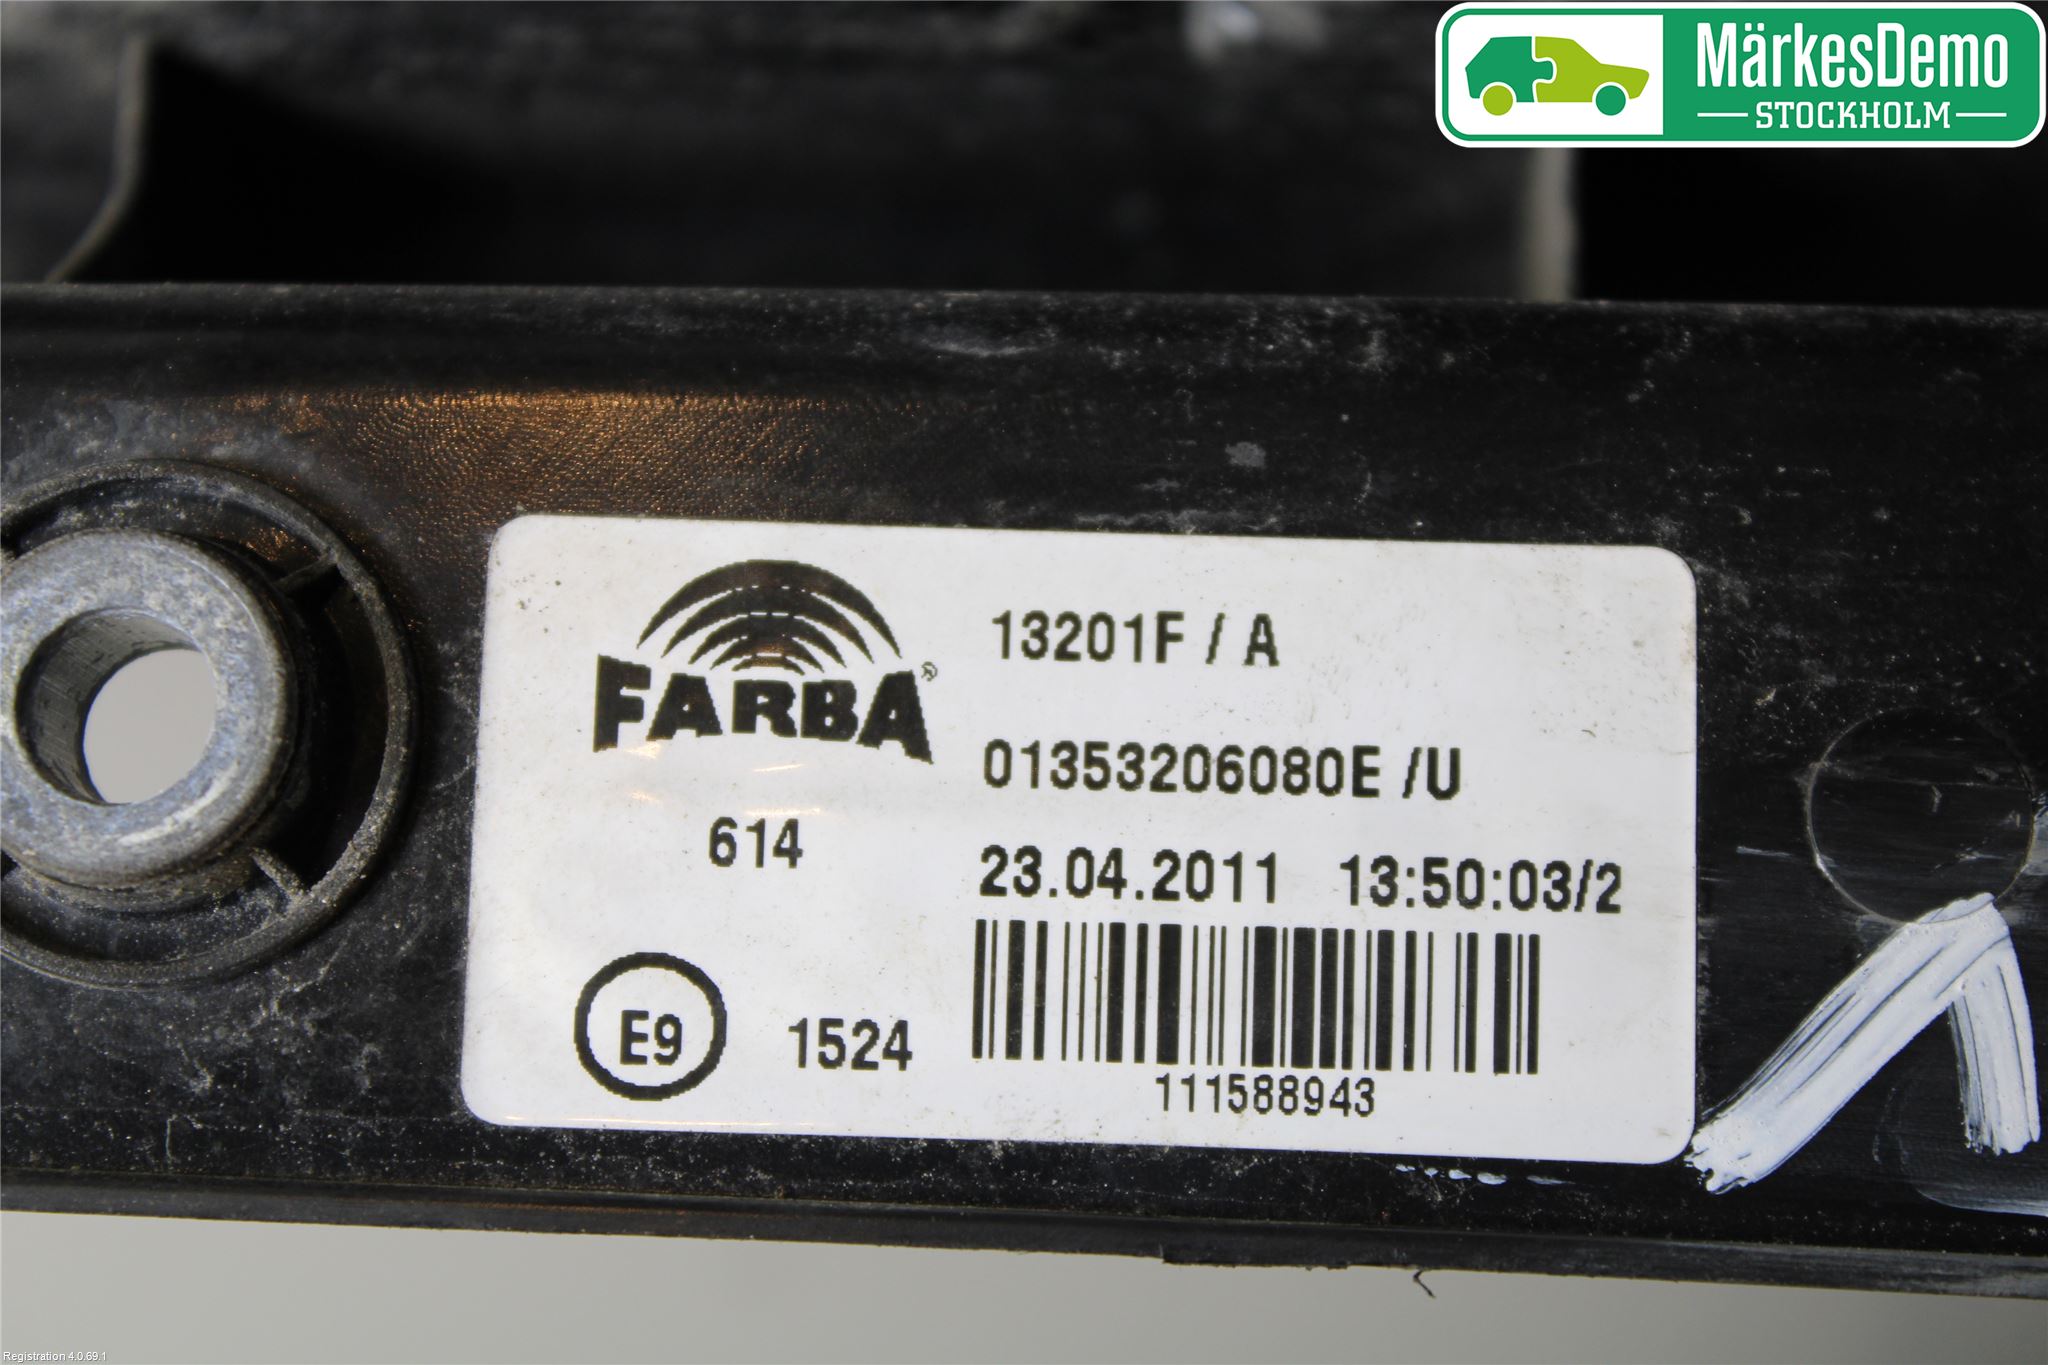 MärkesDemo
STOCKHOLM
FARBA®
13201F / A
01353206080E /U
614
23.04.2011 13:50:03/2
E9
1524
111588943
Registration 4.0.69.1